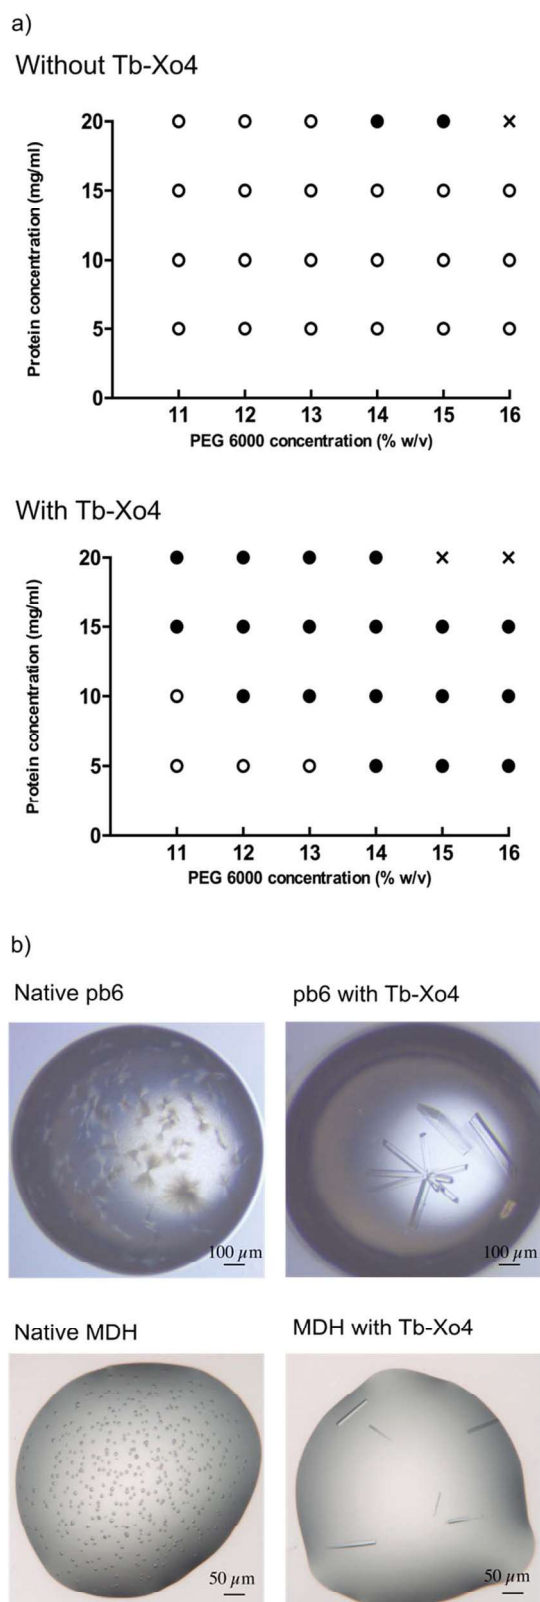 a)
Without Tb-Xo4
Protein concentration (mg/ml)
20
15
10
5
0
11 12 13 14 15 16
PEG 6000 concentration (% w/v)
With Tb-Xo4
Protein concentration (mg/ml)
20
15
10
5
0
11 12 13 14 15 16
PEG 6000 concentration (% w/v)
b)
Native pb6
pb6 with Tb-Xo4
100 µm
100 µm
Native MDH
MDH with Tb-Xo4
50 µm
50 µm